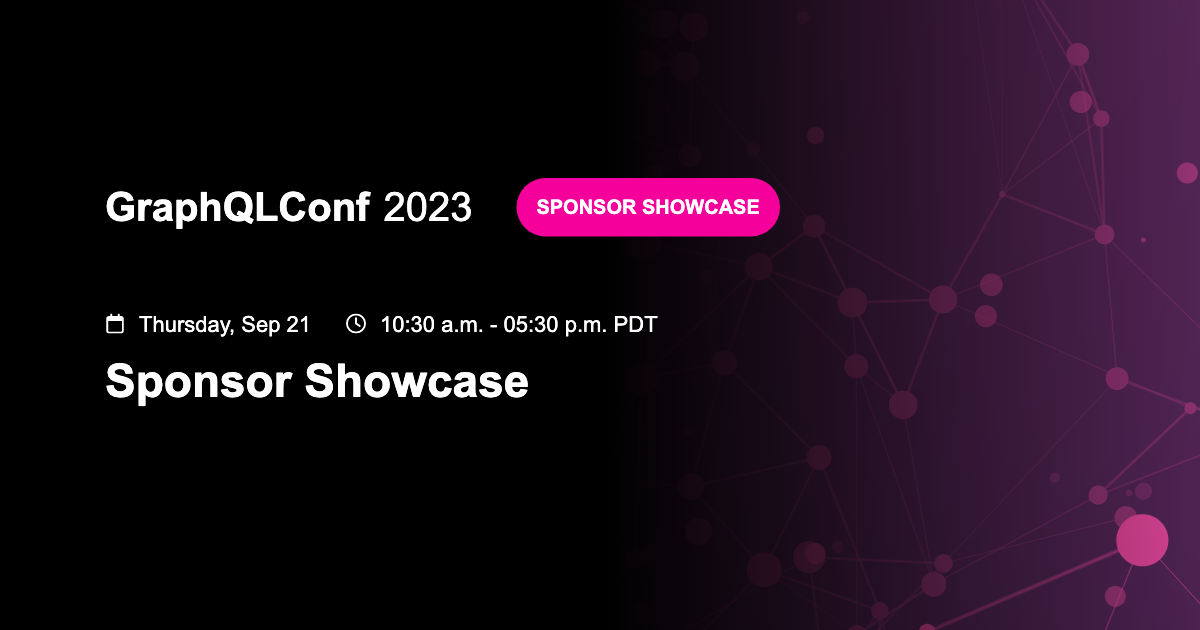 GraphQLConf 2023
SPONSOR SHOWCASE
Thursday, Sep 21
10:30 a.m. - 05:30 p.m. PDT
Sponsor Showcase